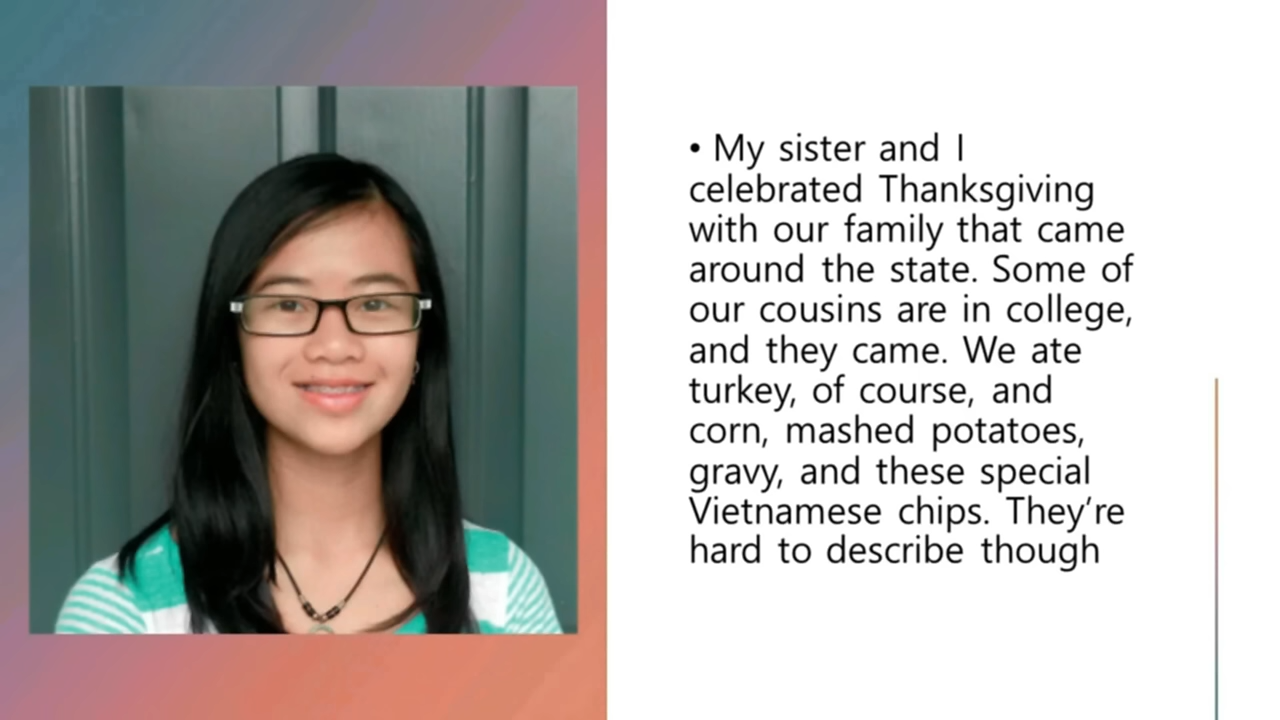 • My sister and I
celebrated Thanksgiving
with our family that came
around the state. Some of
our cousins are in college,
and they came. We ate
turkey, of course, and
corn, mashed potatoes,
gravy, and these special
Vietnamese chips. They’re
hard to describe though